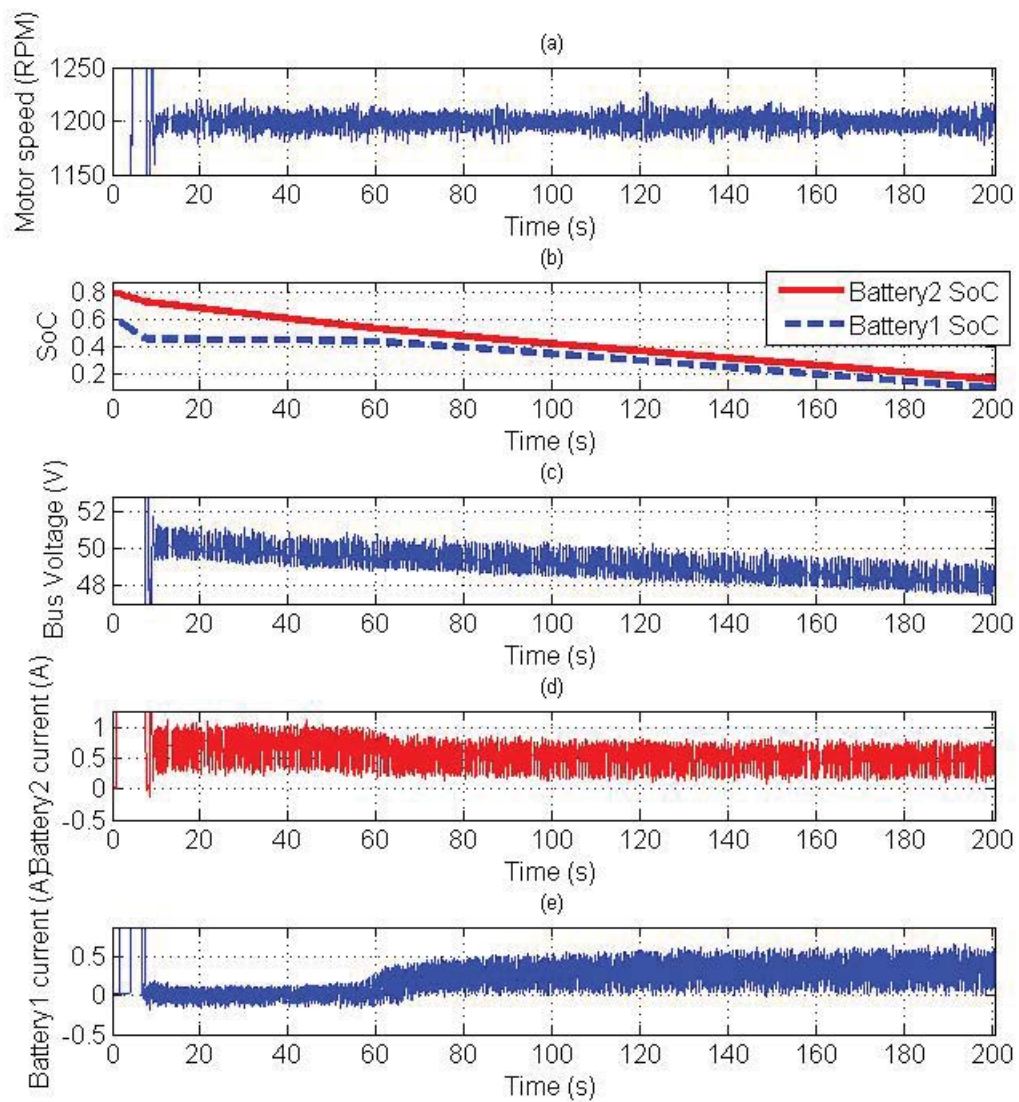 (a)
Motor speed (RPM)
1250
1200
1150
0 20 40 60 80 100 120 140 160 180 200
Time (s)
(b)
SoC
0.8
0.6
0.4
0.2
Battery2 SoC
Battery1 SoC
0 20 40 60 80 100 120 140 160 180 200
Time (s)
(c)
Bus Voltage (V)
52
50
48
0 20 40 60 80 100 120 140 160 180 200
Time (s)
(d)
Battery2 current (A)
1
0.5
0
-0.5
0 20 40 60 80 100 120 140 160 180 200
Time (s)
(e)
Battery1 current (A)
0.5
0
-0.5
0 20 40 60 80 100 120 140 160 180 200
Time (s)